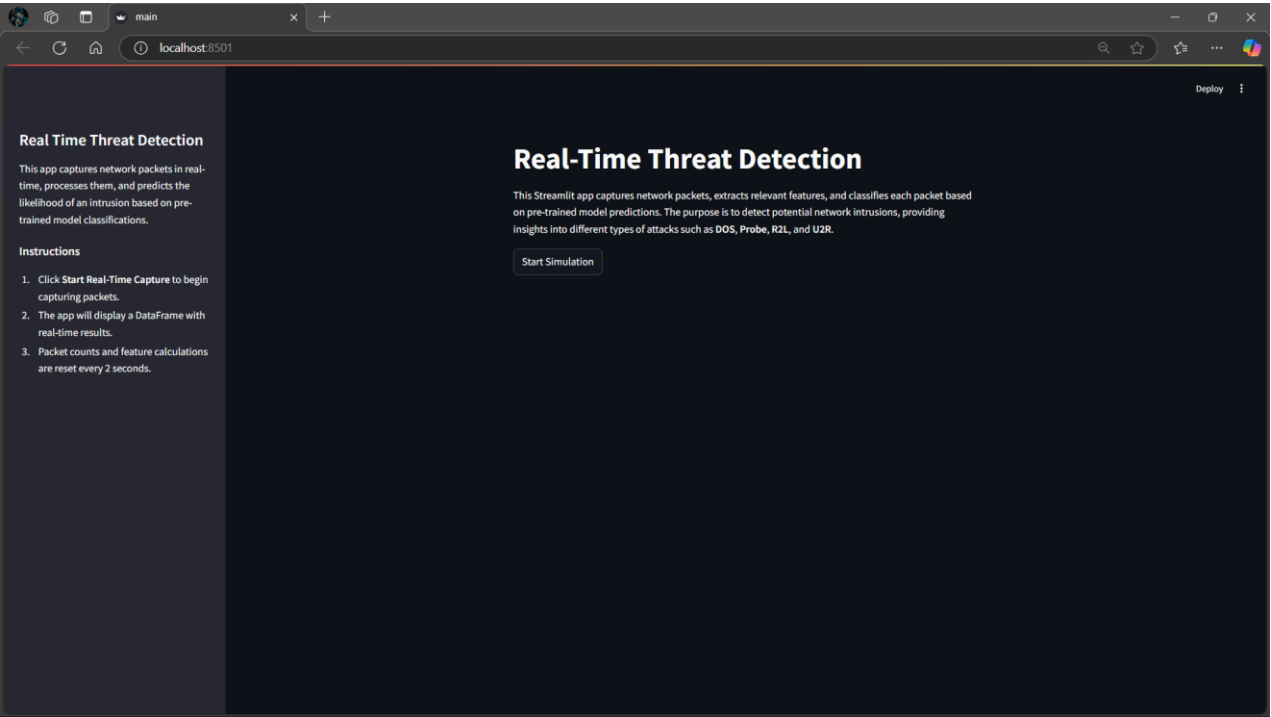 main
localhost:8501
Deploy
Real Time Threat Detection
This app captures network packets in real-
time, processes them, and predicts the
likelihood of an intrusion based on pre-
trained model classifications.
Instructions
1. Click Start Real-Time Capture to begin
capturing packets.
2. The app will display a DataFrame with
real-time results.
3. Packet counts and feature calculations
are reset every 2 seconds.
Real-Time Threat Detection
This Streamlit app captures network packets, extracts relevant features, and classifies each packet based
on pre-trained model predictions. The purpose is to detect potential network intrusions, providing
insights into different types of attacks such as DOS, Probe, R2L, and U2R.
Start Simulation